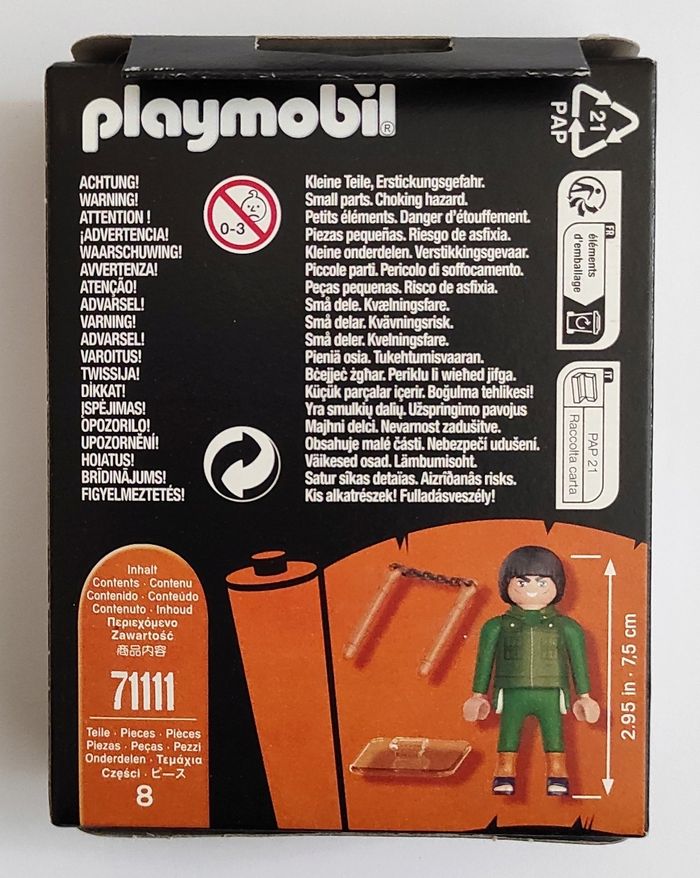 playmobil®
21
PAP
ACHTUNG! Kleine Teile, Erstickungsgefahr.
WARNING! Small parts. Choking hazard.
ATTENTION ! Petits éléments. Danger d'étouffement.
¡ADVERTENCIA! Piezas pequeñas. Riesgo de asfixia.
WAARSCHUWING! Kleine onderdelen. Verstikkingsgevaar.
AVVERTENZA! Piccole parti. Pericolo di soffocamento.
ATENÇÃO! Peças pequenas. Risco de asfixia.
ADVARSEL! Små dele. Kvælningsfare.
VARNING! Små delar. Kvävningsrisk.
ADVARSEL! Små deler. Kvelningsfare.
VAROITUS! Pieniä osia. Tukehtumisvaaran.
TWISSIJA! Bċejjeċ żgħar. Periklu li wieħed jifga.
DİKKAT! Küçük parçalar içerir. Boğulma tehlikesi!
ĮSPĖJIMAS! Yra smulkių dalių. Užspringimo pavojus
OPOZORILO! Majhni delci. Nevarnost zadušitve.
UPOZORNĚNÍ! Obsahuje malé části. Nebezpečí udušení.
HOIATUS! Väikesed osad. Lämbumisoht.
BRĪDINĀJUMS! Satur sīkas detaļas. Aizrīšanās risks.
FIGYELMEZTETÉS! Kis alkatrészek! Fulladásveszély!
0-3
FR
éléments
d'emballage
IT
PAP 21
Raccolta carta
Inhalt
Contents · Contenu
Contenido · Conteúdo
Contenuto · Inhoud
Περιεχόμενο
Zawartość
商品内容
71111
Teile · Pieces · Pièces
Piezas · Peças · Pezzi
Onderdelen · Τεμάχια
Części · ピース
8
2.95 in · 7,5 cm